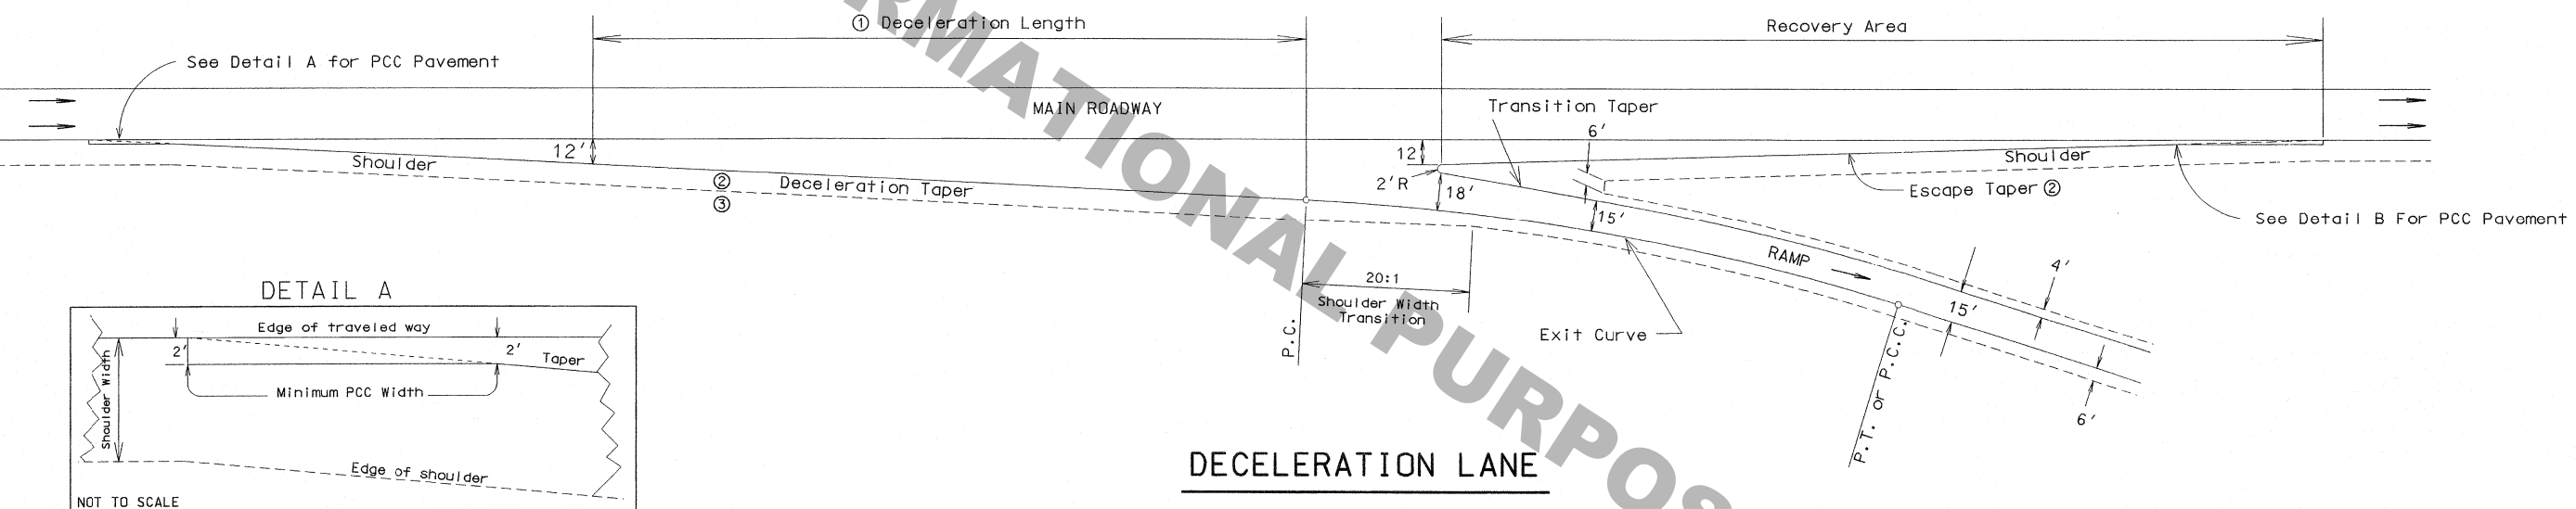 ① Deceleration Length
Recovery Area
See Detail A for PCC Pavement
MAIN ROADWAY
Transition Taper
6'
12'
12
Shoulder
Shoulder
②
Deceleration Taper
③
2'R
18'
15'
Escape Taper ②
See Detail B For PCC Pavement
RAMP
4'
15'
6'
20:1
Shoulder Width
Transition
P.C.
Exit Curve
P.T. or P.C.C.
DETAIL A
Edge of traveled way
2'
2'
Taper
Shoulder Width
Minimum PCC Width
Edge of shoulder
NOT TO SCALE
DECELERATION LANE
RMATIONAL PURPOS